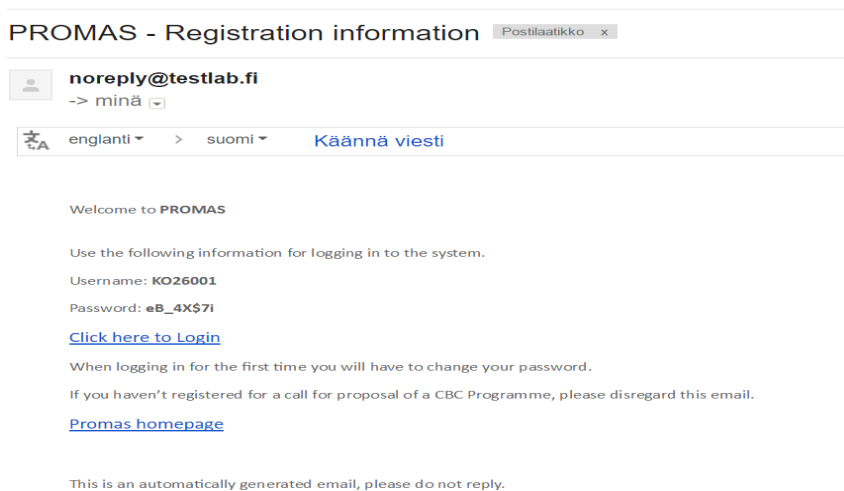 PROMAS - Registration information Postilaatikko x
noreply@testlab.fi
-> minä
englanti > suomi Käännä viesti
Welcome to PROMAS
Use the following information for logging in to the system.
Username: KO26001
Password: eB_4X$7i
Click here to Login
When logging in for the first time you will have to change your password.
If you haven’t registered for a call for proposal of a CBC Programme, please disregard this email.
Promas homepage
This is an automatically generated email, please do not reply.